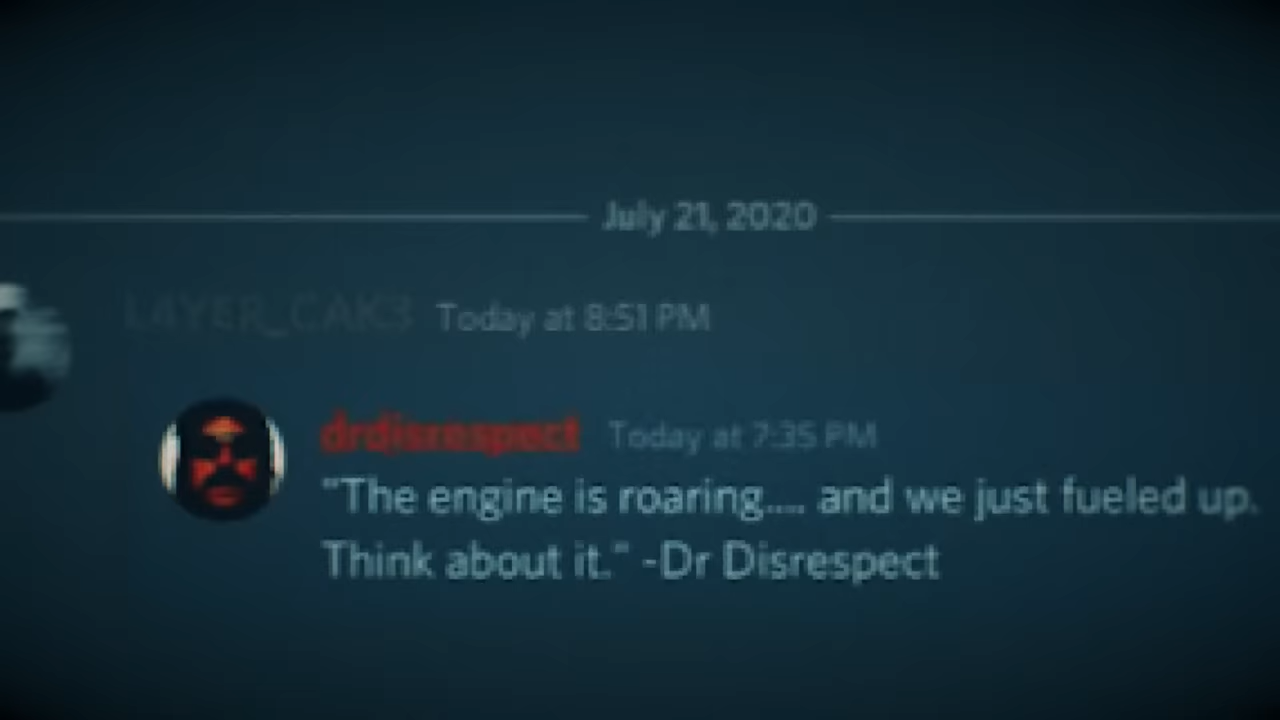 July 21, 2020
L4YER_CAK3 Today at 8:51 PM
drdisrespect Today at 7:35 PM
"The engine is roaring.... and we just fueled up.
Think about it." -Dr Disrespect